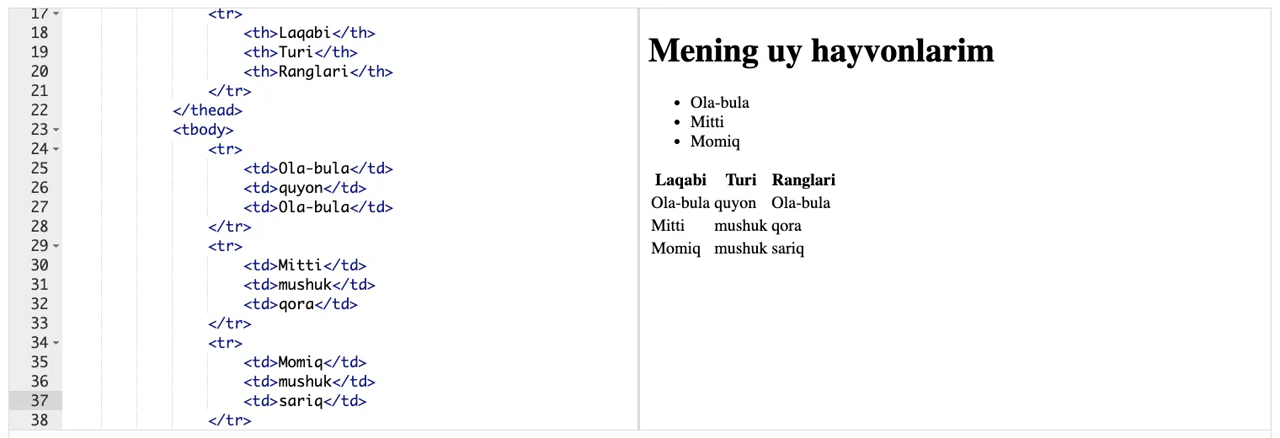 17 <tr>
18 <th>Laqabi</th>
19 <th>Turi</th>
20 <th>Ranglari</th>
21 </tr>
22 </thead>
23 <tbody>
24 <tr>
25 <td>Ola-bula</td>
26 <td>quyon</td>
27 <td>Ola-bula</td>
28 </tr>
29 <tr>
30 <td>Mitti</td>
31 <td>mushuk</td>
32 <td>qora</td>
33 </tr>
34 <tr>
35 <td>Momiq</td>
36 <td>mushuk</td>
37 <td>sariq</td>
38 </tr>
Mening uy hayvonlarim
• Ola-bula
• Mitti
• Momiq
Laqabi Turi Ranglari
Ola-bula quyon Ola-bula
Mitti mushuk qora
Momiq mushuk sariq